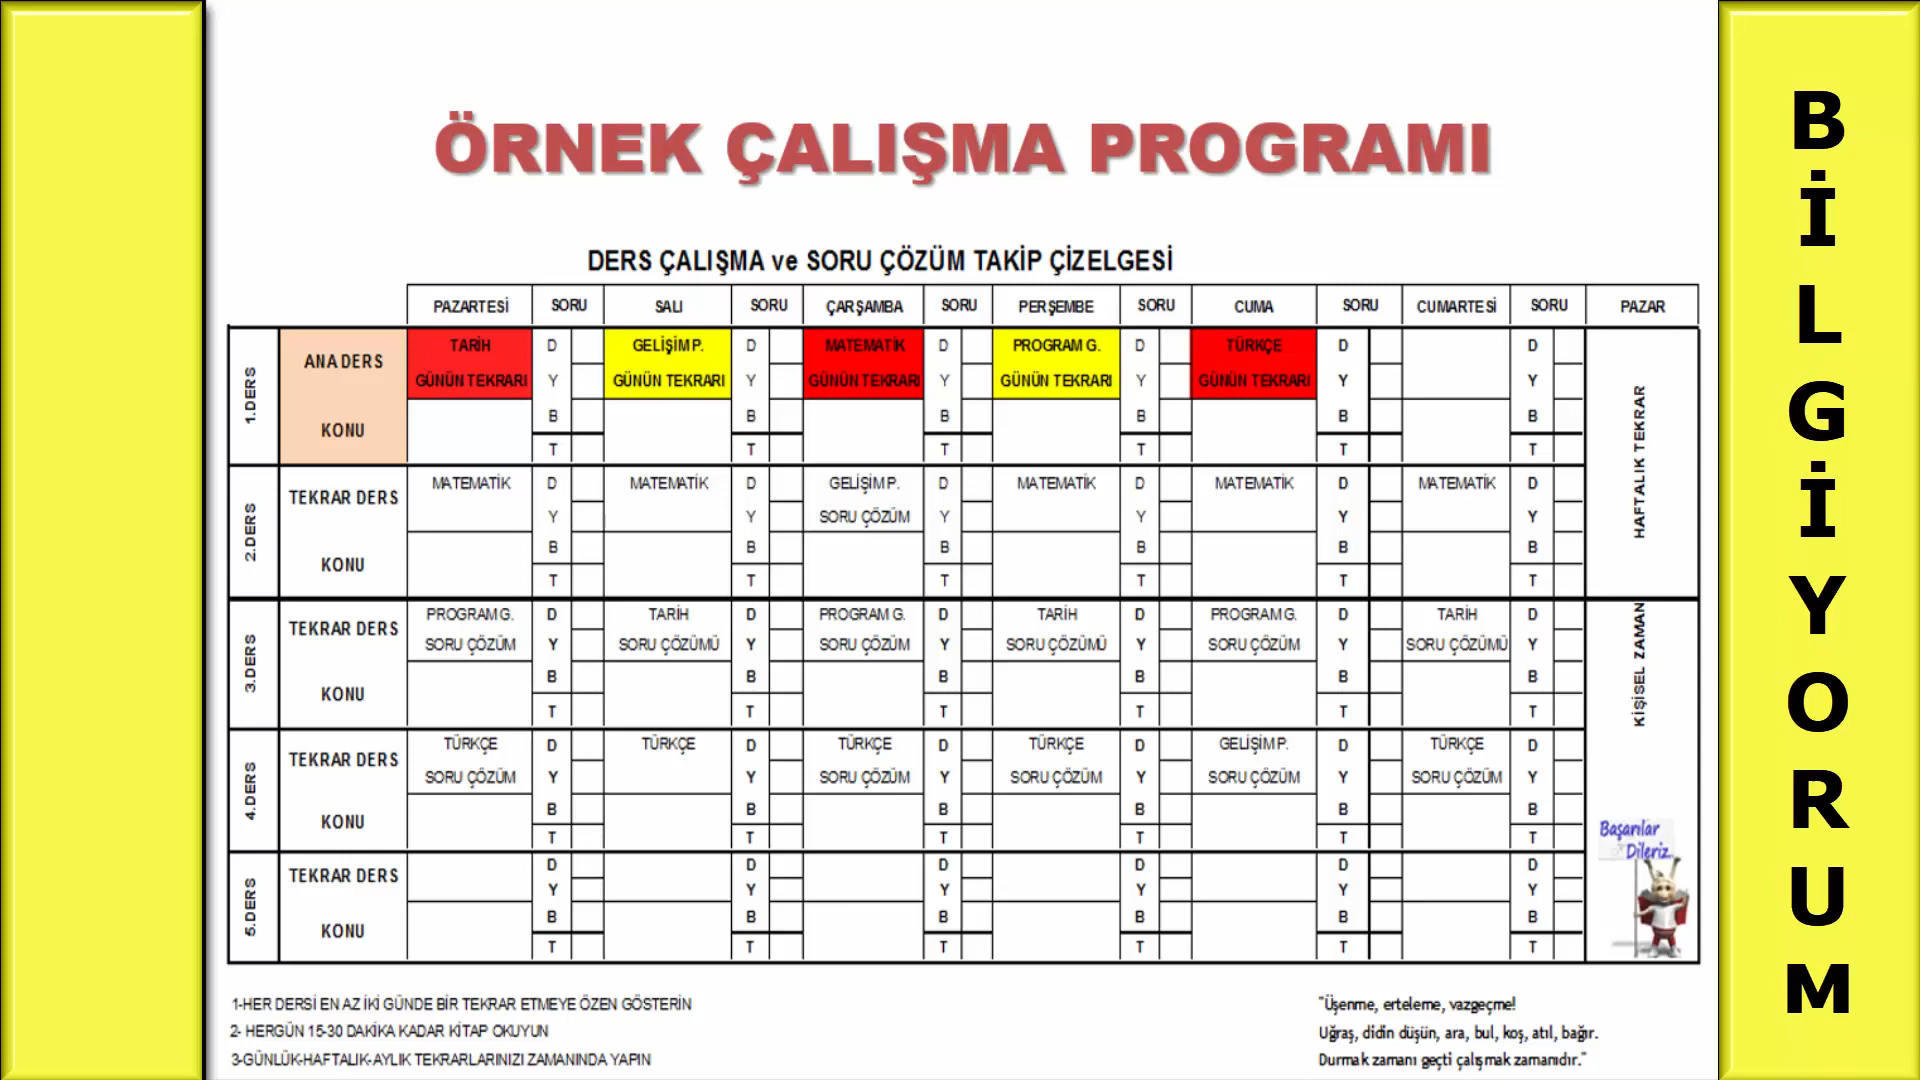 ÖRNEK ÇALIŞMA PROGRAMI
DERS ÇALIŞMA ve SORU ÇÖZÜM TAKİP ÇİZELGESİ
PAZARTESİ SORU SALI SORU ÇARŞAMBA SORU PERŞEMBE SORU CUMA SORU CUMARTESİ SORU PAZAR
1.DERS
ANA DERS
KONU
TARİH D GELİŞİM P. D MATEMATİK D PROGRAM G. D TÜRKÇE D D
GÜNÜN TEKRARI Y GÜNÜN TEKRARI Y GÜNÜN TEKRARI Y GÜNÜN TEKRARI Y GÜNÜN TEKRARI Y Y
B B B B B B
T T T T T T
2.DERS
TEKRAR DERS
KONU
MATEMATİK D MATEMATİK D GELİŞİM P. D MATEMATİK D MATEMATİK D MATEMATİK D
Y Y SORU ÇÖZÜM Y Y Y Y
B B B B B B
T T T T T T
HAFTALIK TEKRAR
3.DERS
TEKRAR DERS
KONU
PROGRAM G. D TARİH D PROGRAM G. D TARİH D PROGRAM G. D TARİH D
SORU ÇÖZÜM Y SORU ÇÖZÜMÜ Y SORU ÇÖZÜM Y SORU ÇÖZÜMÜ Y SORU ÇÖZÜM Y SORU ÇÖZÜMÜ Y
B B B B B B
T T T T T T
4.DERS
TEKRAR DERS
KONU
TÜRKÇE D TÜRKÇE D TÜRKÇE D TÜRKÇE D GELİŞİM P. D TÜRKÇE D
SORU ÇÖZÜM Y Y SORU ÇÖZÜM Y SORU ÇÖZÜM Y SORU ÇÖZÜM Y SORU ÇÖZÜM Y
B B B B B B
T T T T T T
5.DERS
TEKRAR DERS
KONU
D D D D D D
Y Y Y Y Y Y
B B B B B B
T T T T T T
KİŞİSEL ZAMAN
Başarılar
Dileriz.
1-HER DERSİ EN AZ İKİ GÜNDE BİR TEKRAR ETMEYE ÖZEN GÖSTERİN
2- HERGÜN 15-30 DAKİKA KADAR KİTAP OKUYUN
3-GÜNLÜK-HAFTALIK-AYLIK TEKRARLARINIZI ZAMANINDA YAPIN
"Üşenme, erteleme, vazgeçme!
Uğraş, didin düşün, ara, bul, koş, atıl, bağır.
Durmak zamanı geçti çalışmak zamanıdır."
BİLGİYORUM